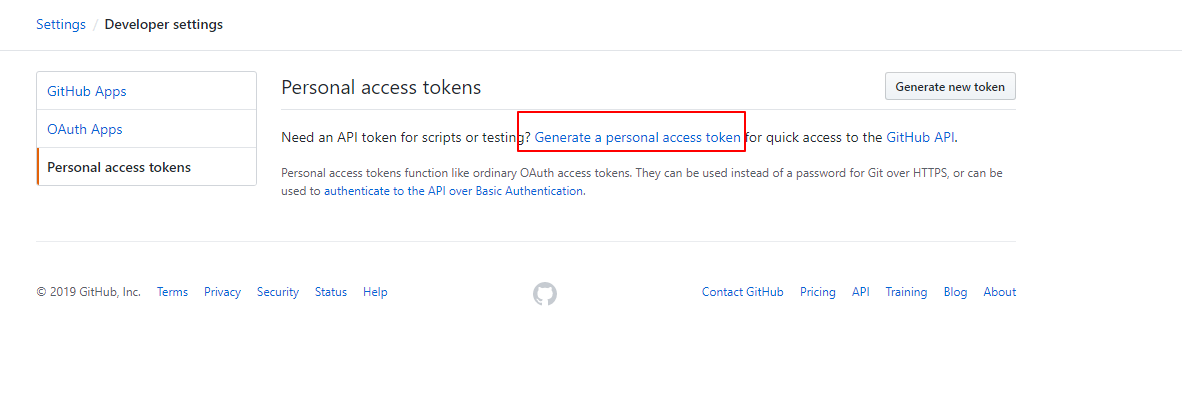 Settings / Developer settings
GitHub Apps
OAuth Apps
Personal access tokens
Personal access tokens
Generate new token
Need an API token for scripts or testing? Generate a personal access token for quick access to the GitHub API.
Personal access tokens function like ordinary OAuth access tokens. They can be used instead of a password for Git over HTTPS, or can be
used to authenticate to the API over Basic Authentication.
© 2019 GitHub, Inc. Terms Privacy Security Status Help
Contact GitHub Pricing API Training Blog About